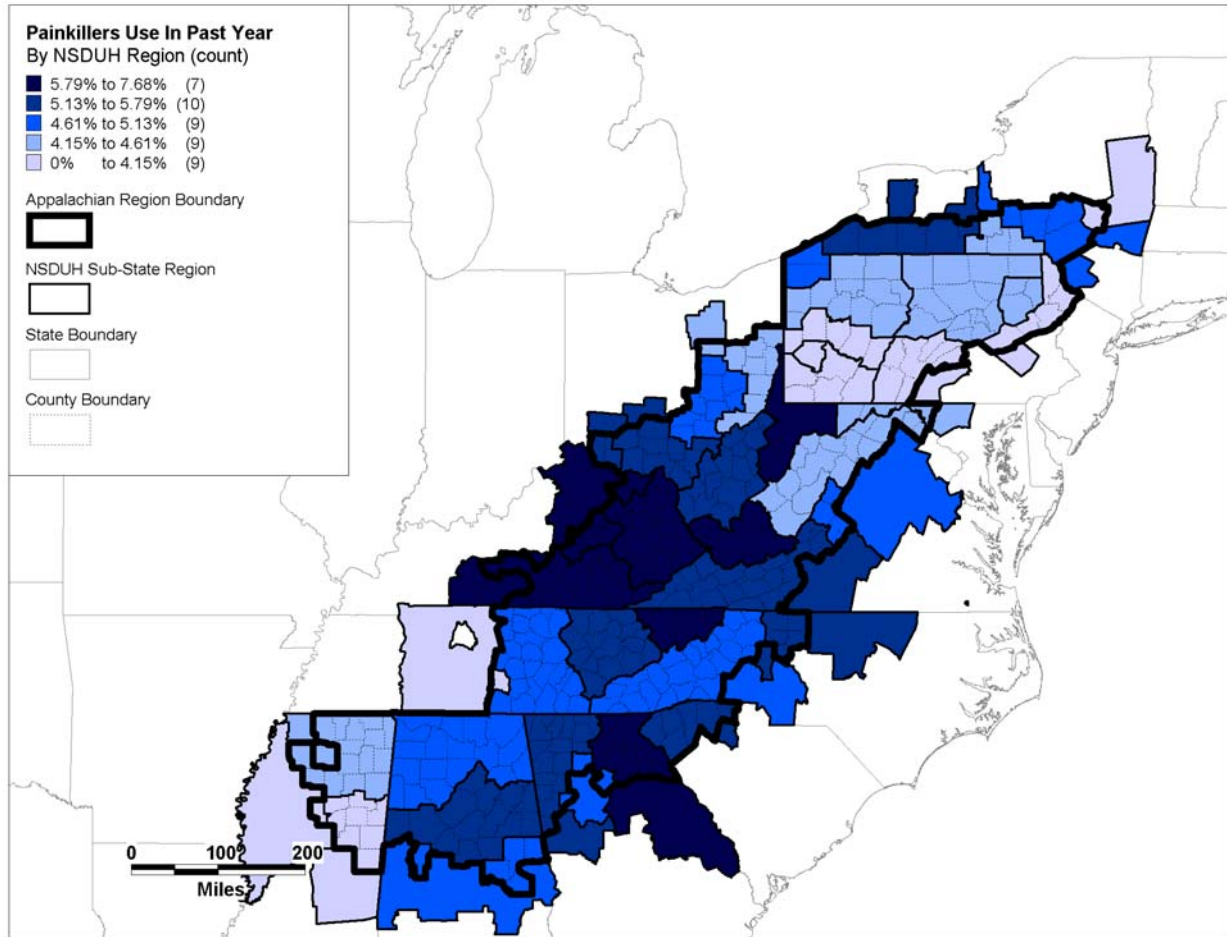 Painkillers Use In Past Year
By NSDUH Region (count)
5.79% to 7.68% (7)
5.13% to 5.79% (10)
4.61% to 5.13% (9)
4.15% to 4.61% (9)
0% to 4.15% (9)
Appalachian Region Boundary
NSDUH Sub-State Region
State Boundary
County Boundary
0 100 200
Miles